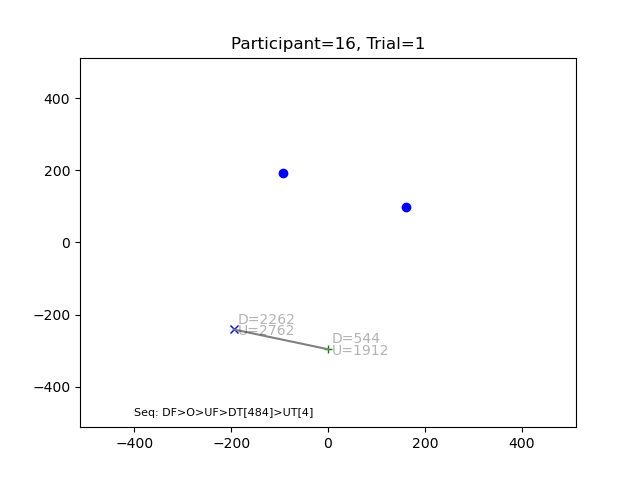 Participant=16, Trial=1
400
200
0
−200
−400
D=2262
U=2762
D=544
U=1912
Seq: DF>O>UF>DT[484]>UT[4]
−400 −200 0 200 400